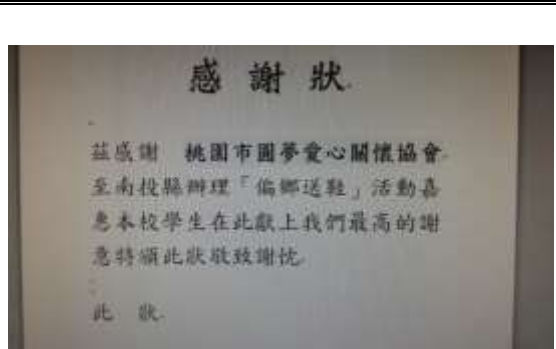 感謝狀
茲感謝 桃園市圓夢愛心關懷協會
至南投縣辦理「偏鄉送鞋」活動嘉
惠本校學生在此獻上我們最高的謝
意特頒此狀敬致謝忱
此狀